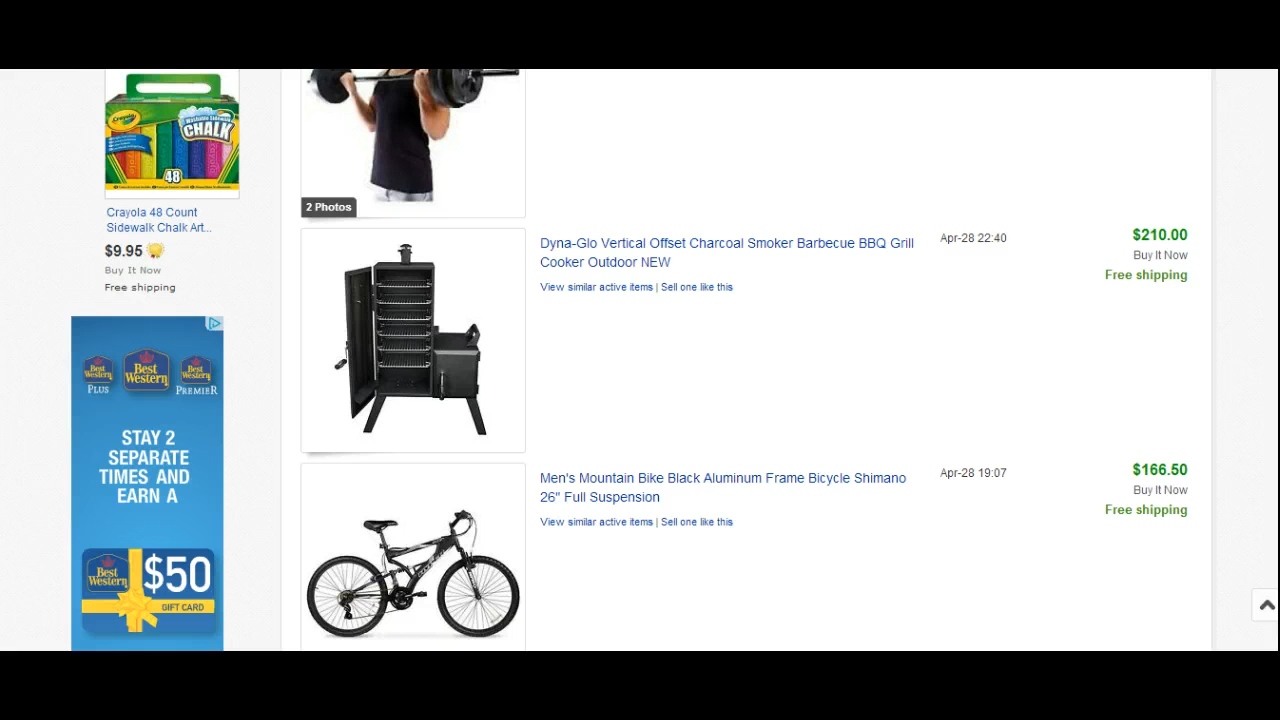 Crayola
Washable Sidewalk
CHALK
48
Crayola 48 Count
Sidewalk Chalk Art...
$9.95
Buy It Now
Free shipping
Best
Western
PLUS
Best
Western
Best
Western
PREMIER
STAY 2
SEPARATE
TIMES AND
EARN A
Best
Western
$50
GIFT CARD
2 Photos
Dyna-Glo Vertical Offset Charcoal Smoker Barbecue BBQ Grill
Cooker Outdoor NEW
View similar active items | Sell one like this
Apr-28 22:40
$210.00
Buy It Now
Free shipping
Men's Mountain Bike Black Aluminum Frame Bicycle Shimano
26" Full Suspension
View similar active items | Sell one like this
Apr-28 19:07
$166.50
Buy It Now
Free shipping